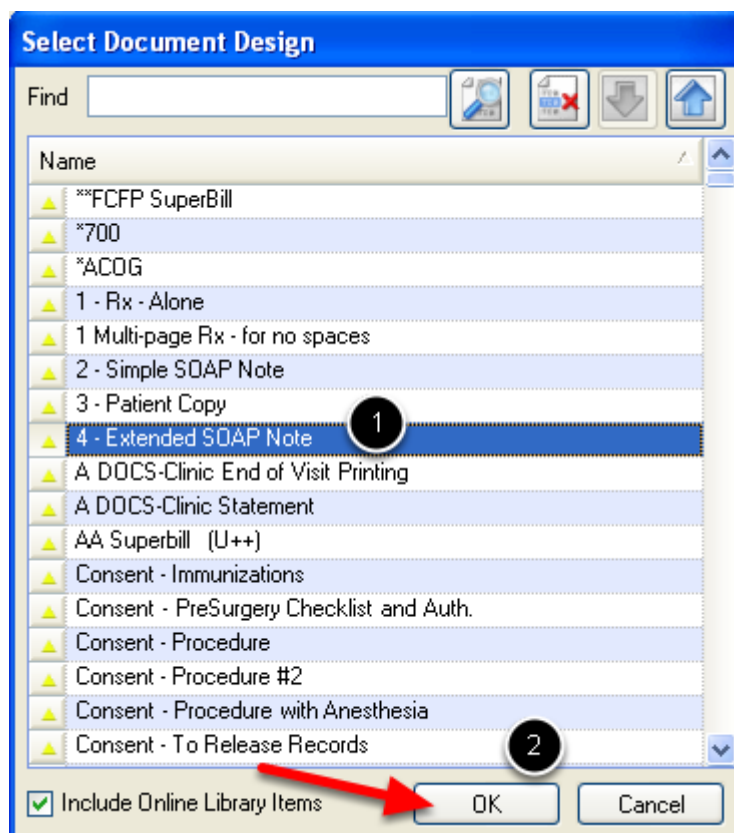 Select Document Design
Find
Name
**FCFP SuperBill
*700
*ACOG
1 - Rx - Alone
1 Multi-page Rx - for no spaces
2 - Simple SOAP Note
3 - Patient Copy
1
4 - Extended SOAP Note
A DOCS-Clinic End of Visit Printing
A DOCS-Clinic Statement
AA Superbill (U++)
Consent - Immunizations
Consent - PreSurgery Checklist and Auth.
Consent - Procedure
Consent - Procedure #2
Consent - Procedure with Anesthesia
Consent - To Release Records
2
Include Online Library Items OK Cancel